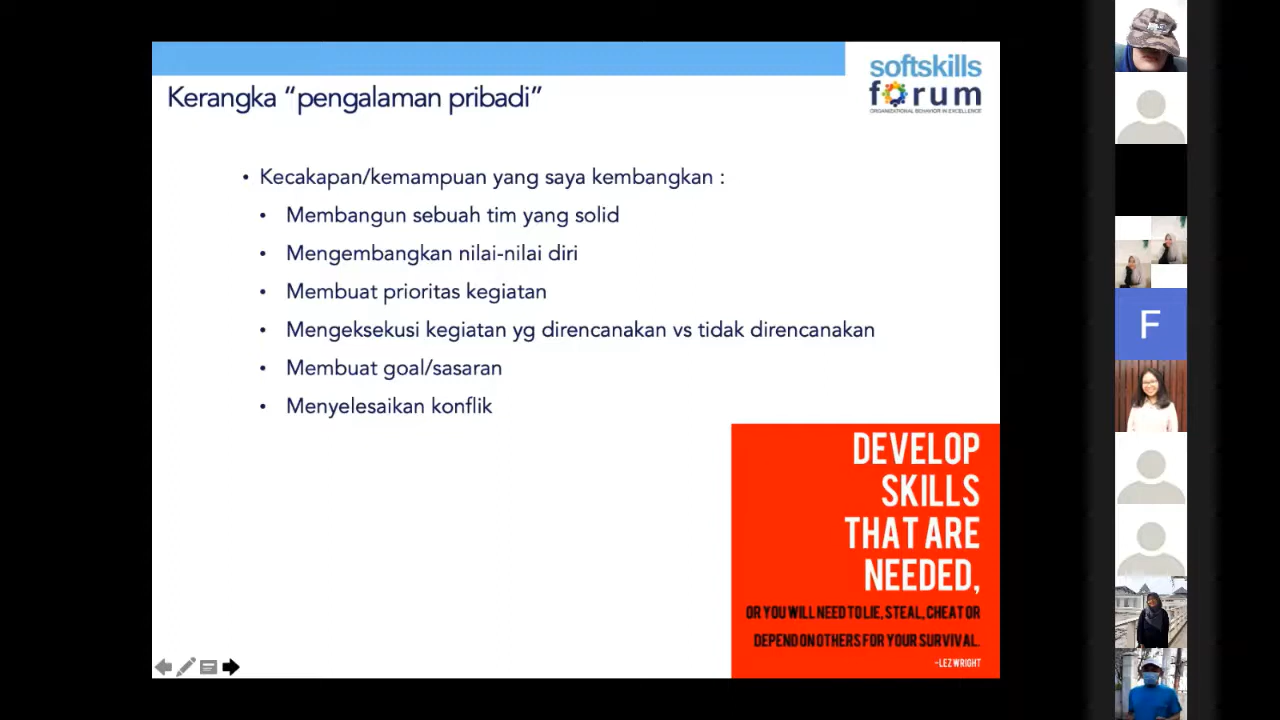 softskills
forum
ORGANIZATIONAL BEHAVIOR IN EXCELLENCE
Kerangka “pengalaman pribadi”
• Kecakapan/kemampuan yang saya kembangkan :
• Membangun sebuah tim yang solid
• Mengembangkan nilai-nilai diri
• Membuat prioritas kegiatan
• Mengeksekusi kegiatan yg direncanakan vs tidak direncanakan
• Membuat goal/sasaran
• Menyelesaikan konflik
DEVELOP
SKILLS
THAT ARE
NEEDED,
OR YOU WILL NEED TO LIE, STEAL, CHEAT OR
DEPEND ON OTHERS FOR YOUR SURVIVAL.
~LEZ WRIGHT
F